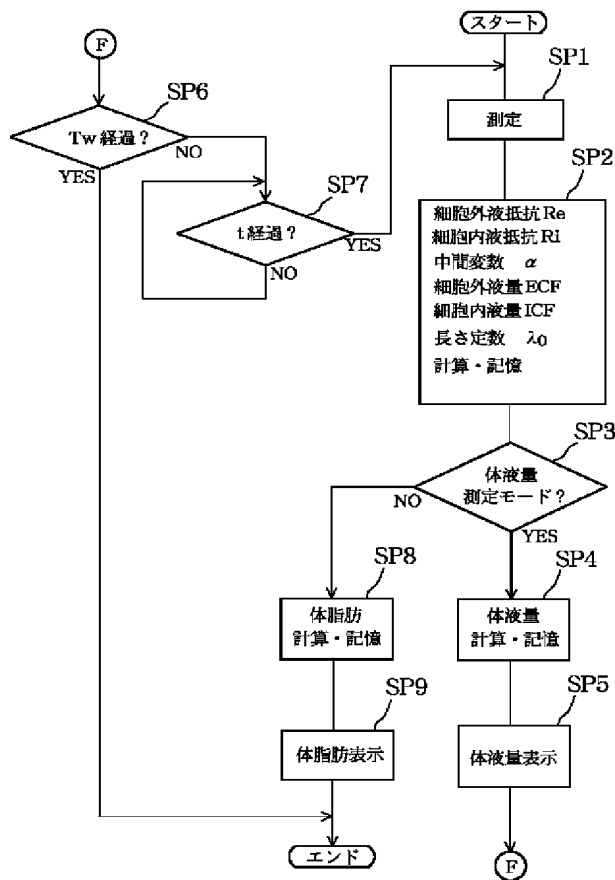 スタート
SP1
測定
SP2
細胞外液抵抗 Re
細胞内液抵抗 Ri
中間変数 α
細胞外液量 ECF
細胞内液量 ICF
長さ定数 λ0
計算・記憶
SP3
体液量
測定モード?
NO
YES
SP4
体液量
計算・記憶
SP5
体液量表示
F
F
SP6
Tw 経過?
NO
YES
SP7
t 経過?
YES
NO
SP8
体脂肪
計算・記憶
SP9
体脂肪表示
エンド